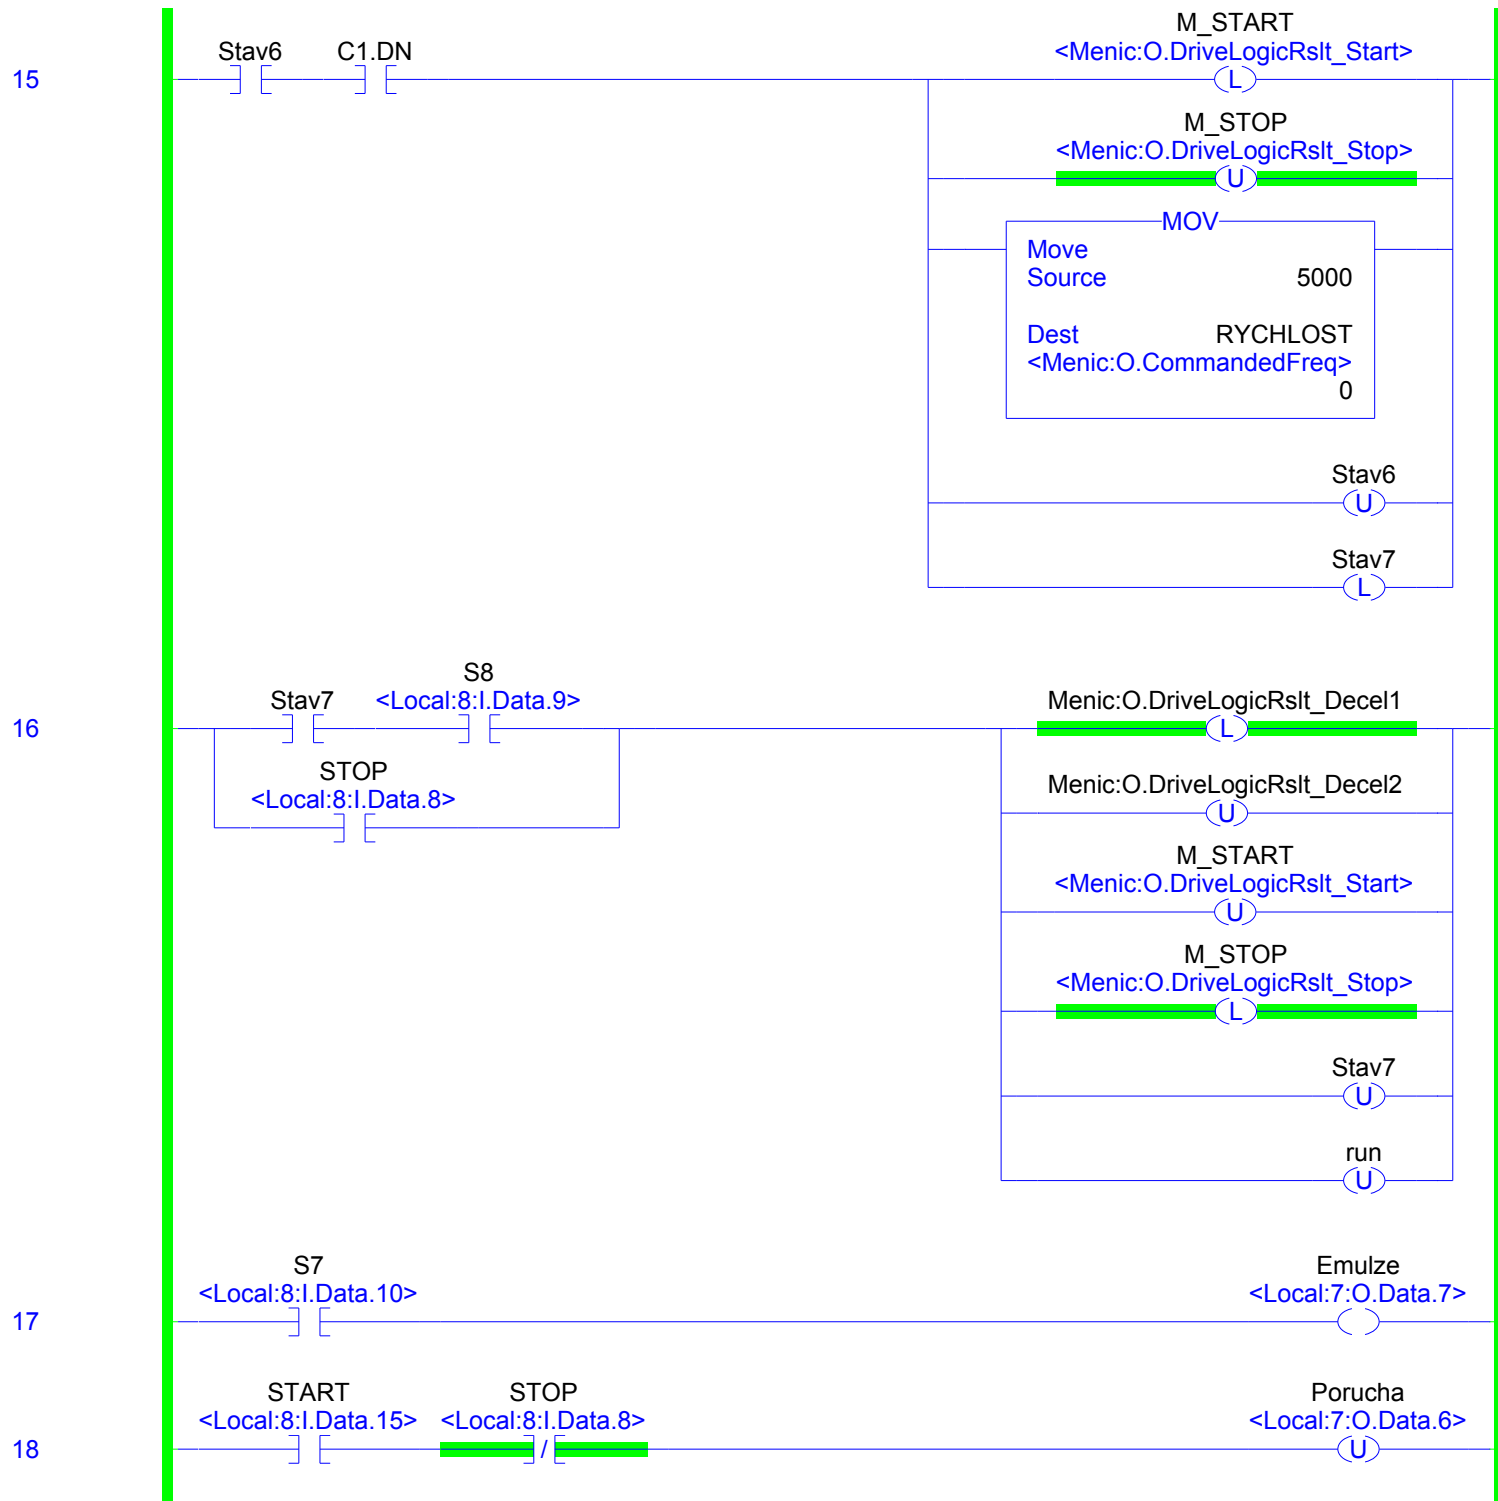 15
Stav6
C1.DN
M_START
<Menic:O.DriveLogicRslt_Start>
L
M_STOP
<Menic:O.DriveLogicRslt_Stop>
U
MOV
Move
Source 5000
Dest RYCHLOST
<Menic:O.CommandedFreq>
0
Stav6
U
Stav7
L
16
Stav7
S8
<Local:8:I.Data.9>
STOP
<Local:8:I.Data.8>
Menic:O.DriveLogicRslt_Decel1
L
Menic:O.DriveLogicRslt_Decel2
U
M_START
<Menic:O.DriveLogicRslt_Start>
U
M_STOP
<Menic:O.DriveLogicRslt_Stop>
L
Stav7
U
run
U
17
S7
<Local:8:I.Data.10>
Emulze
<Local:7:O.Data.7>
18
START
<Local:8:I.Data.15>
STOP
<Local:8:I.Data.8>
/
Porucha
<Local:7:O.Data.6>
U